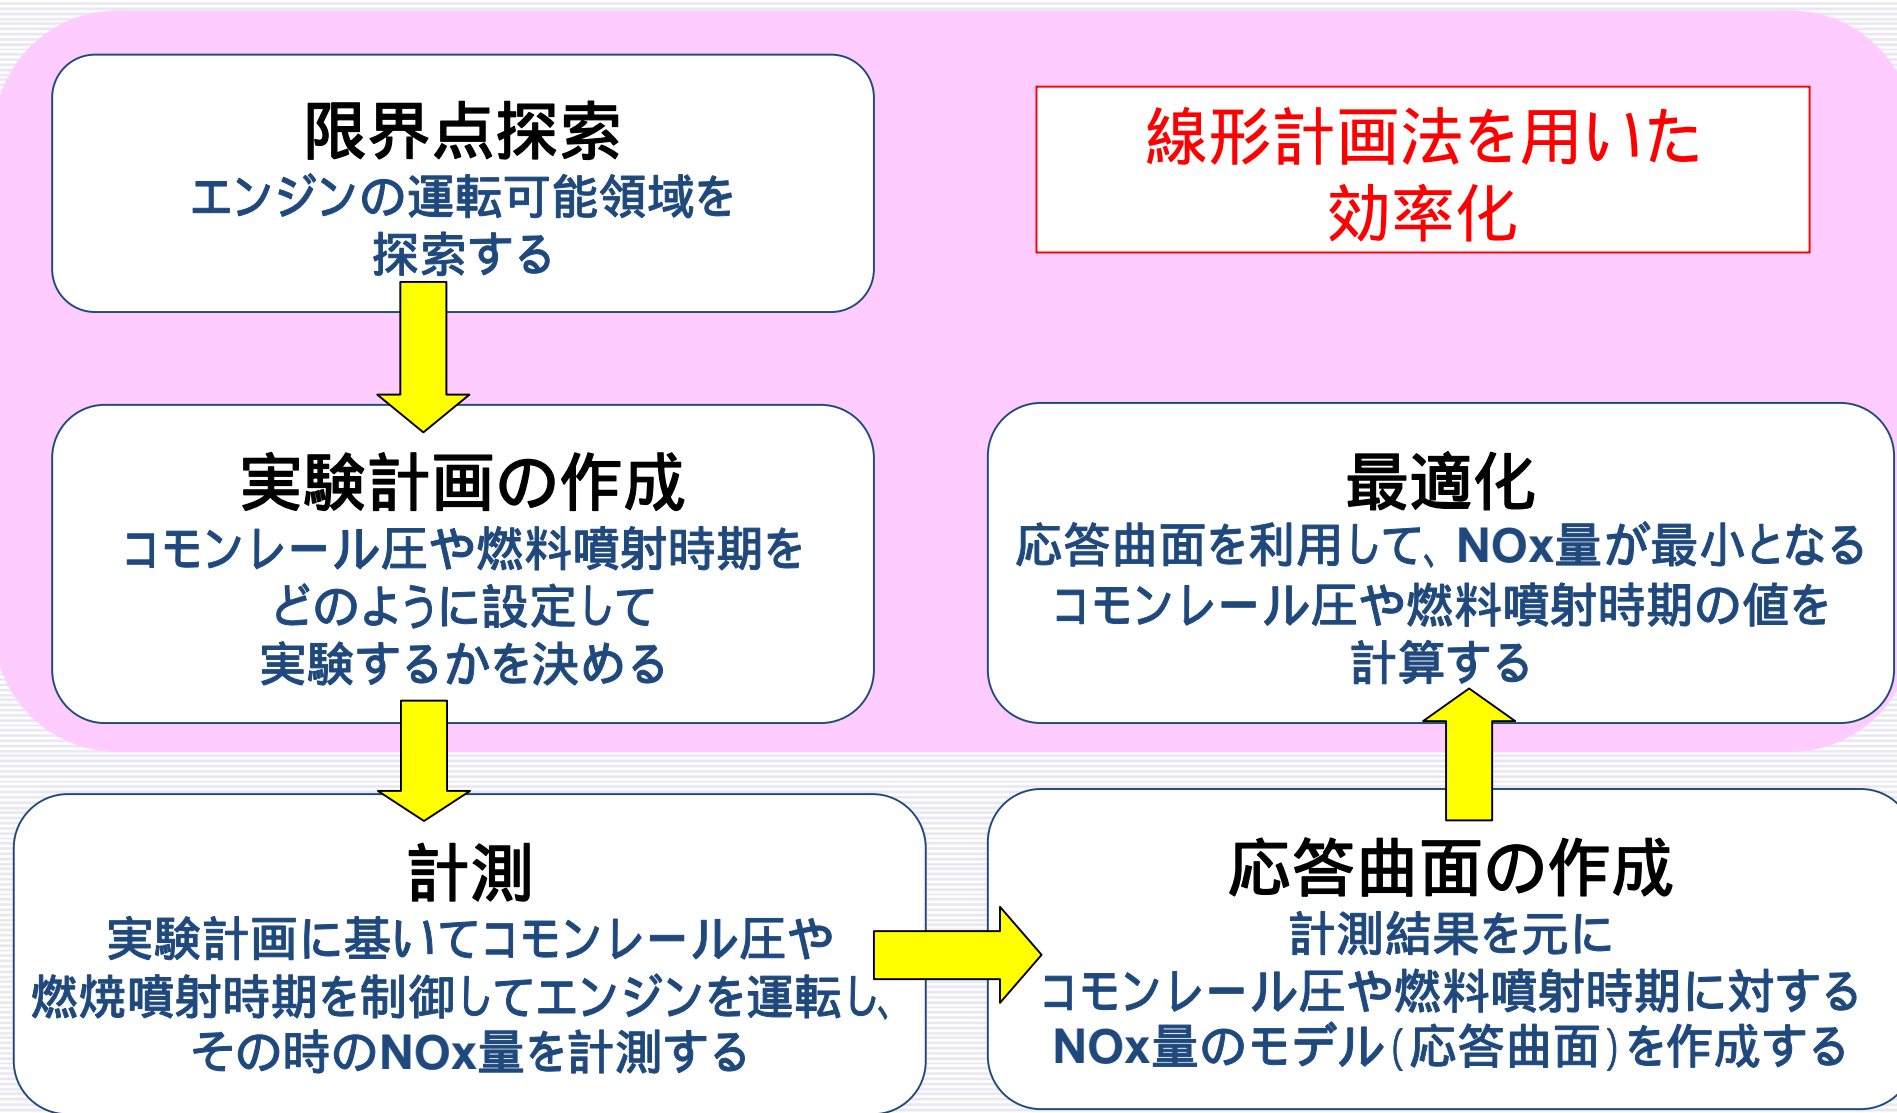 限界点探索
エンジンの運転可能領域を
探索する
線形計画法を用いた
効率化
実験計画の作成
コモンレール圧や燃料噴射時期を
どのように設定して
実験するかを決める
計測
実験計画に基いてコモンレール圧や
燃焼噴射時期を制御してエンジンを運転し、
その時のNOx量を計測する
応答曲面の作成
計測結果を元に
コモンレール圧や燃料噴射時期に対する
NOx量のモデル(応答曲面)を作成する
最適化
応答曲面を利用して、NOx量が最小となる
コモンレール圧や燃料噴射時期の値を
計算する